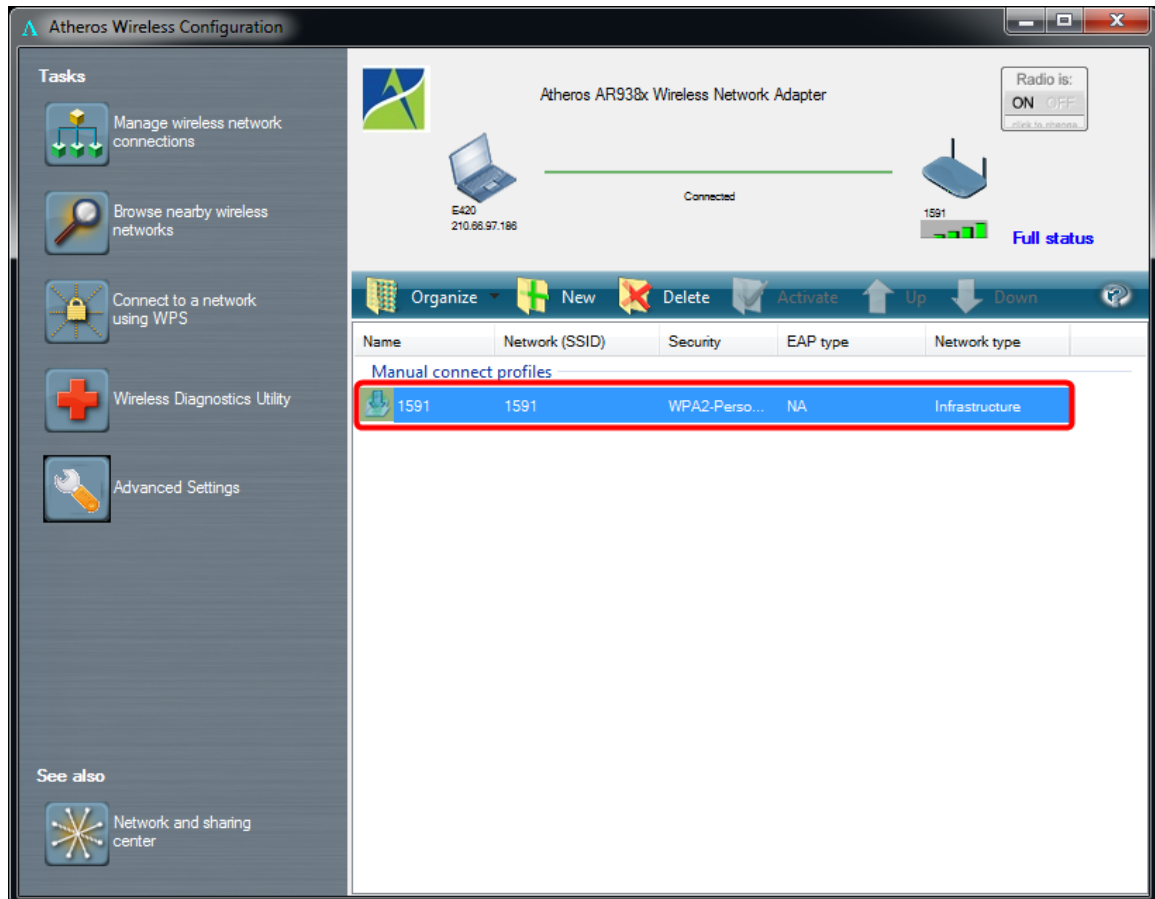 Atheros Wireless Configuration
Tasks
Manage wireless network
connections
Browse nearby wireless
networks
Connect to a network
using WPS
Wireless Diagnostics Utility
Advanced Settings
See also
Network and sharing
center
Atheros AR938x Wireless Network Adapter
Radio is:
ON OFF
click to change
Connected
E420
210.66.97.186
1591
Full status
Organize New Delete Activate Up Down
Name Network (SSID) Security EAP type Network type
Manual connect profiles
1591 1591 WPA2-Perso... NA Infrastructure